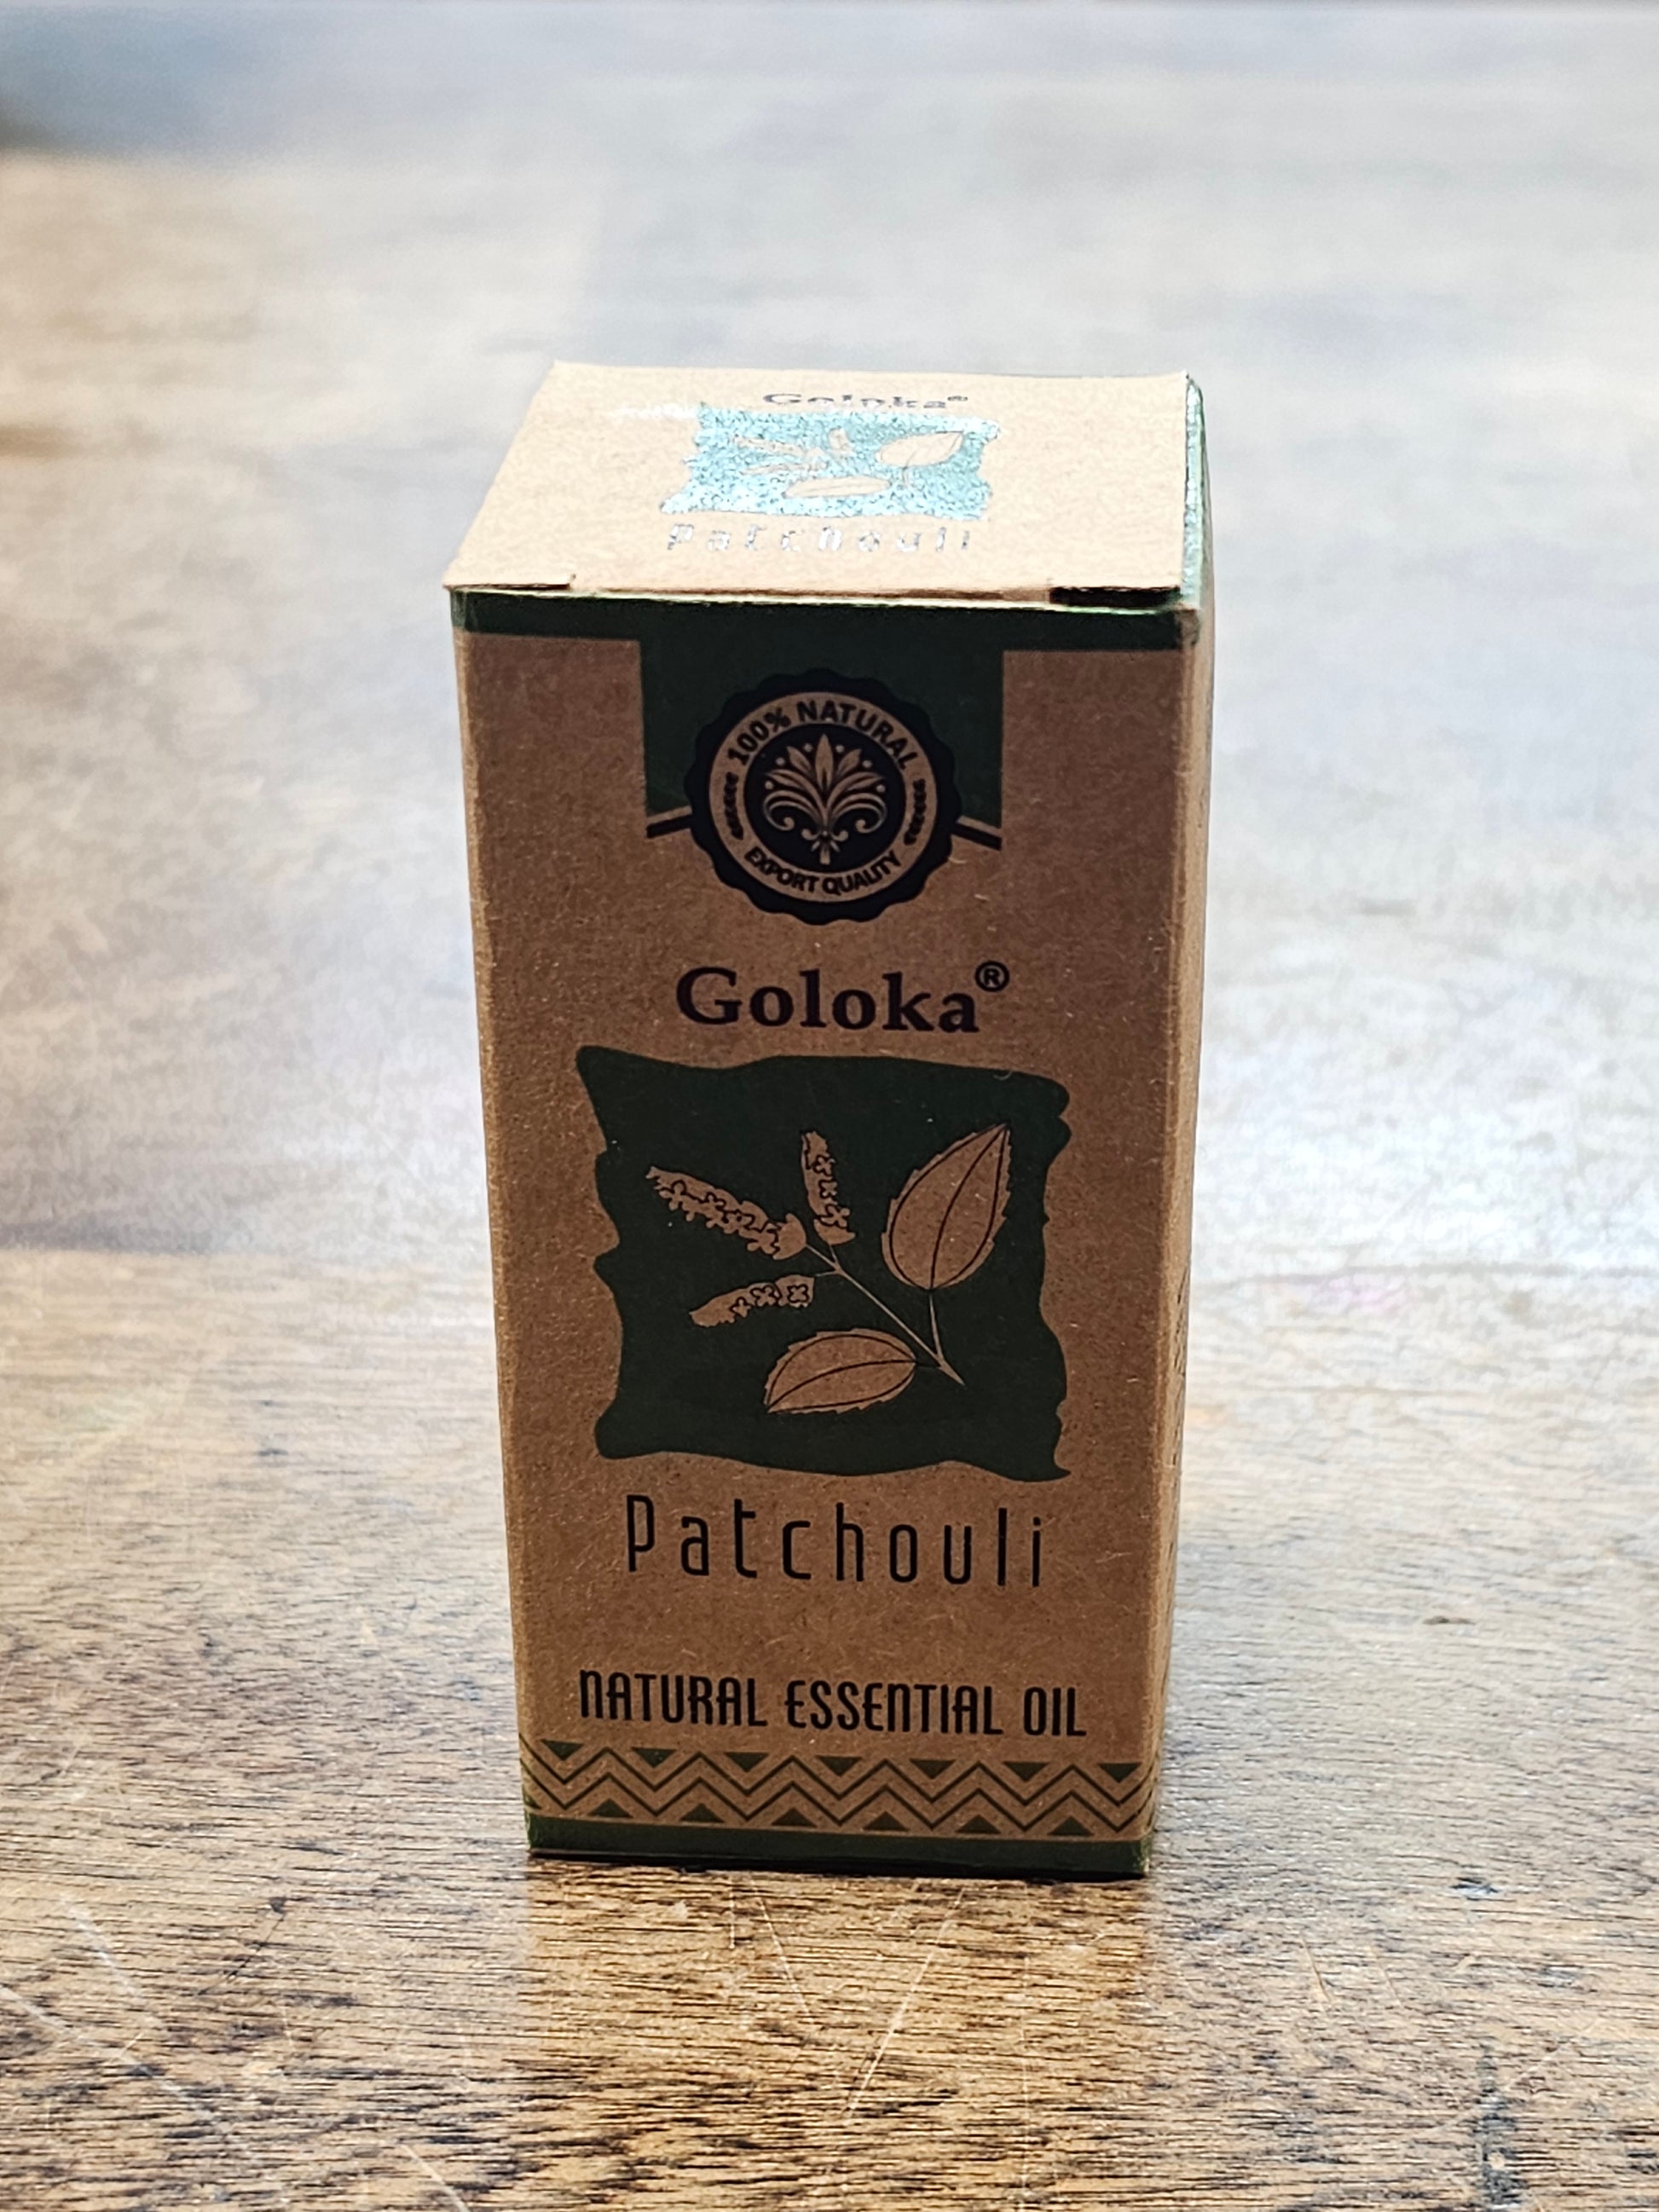 Goloka®
Patchouli
100% NATURAL
EXPORT QUALITY
Goloka®
Patchouli
NATURAL ESSENTIAL OIL